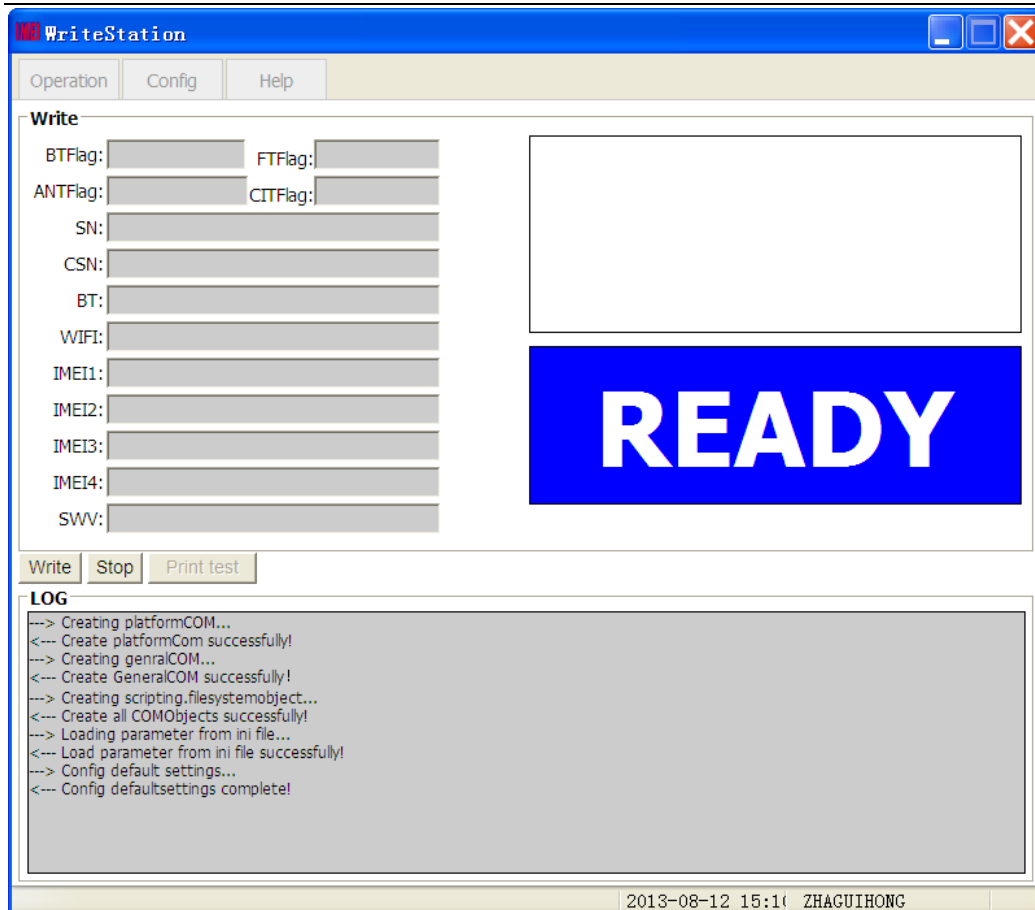 IMEI WriteStation
Operation Config Help
Write
BTFlag: FTFlag:
ANTFlag: CITFlag:
SN:
CSN:
BT:
WIFI:
IMEI1:
IMEI2:
IMEI3:
IMEI4:
SWV:
READY
Write Stop Print test
LOG
---> Creating platformCOM...
<--- Create platformCom successfully!
---> Creating genralCOM...
<--- Create GeneralCOM successfully!
---> Creating scripting.filesystemobject...
<--- Create all COMObjects successfully!
---> Loading parameter from ini file...
<--- Load parameter from ini file successfully!
---> Config default settings...
<--- Config defaultsettings complete!
2013-08-12 15:1 ZHAGUIHONG